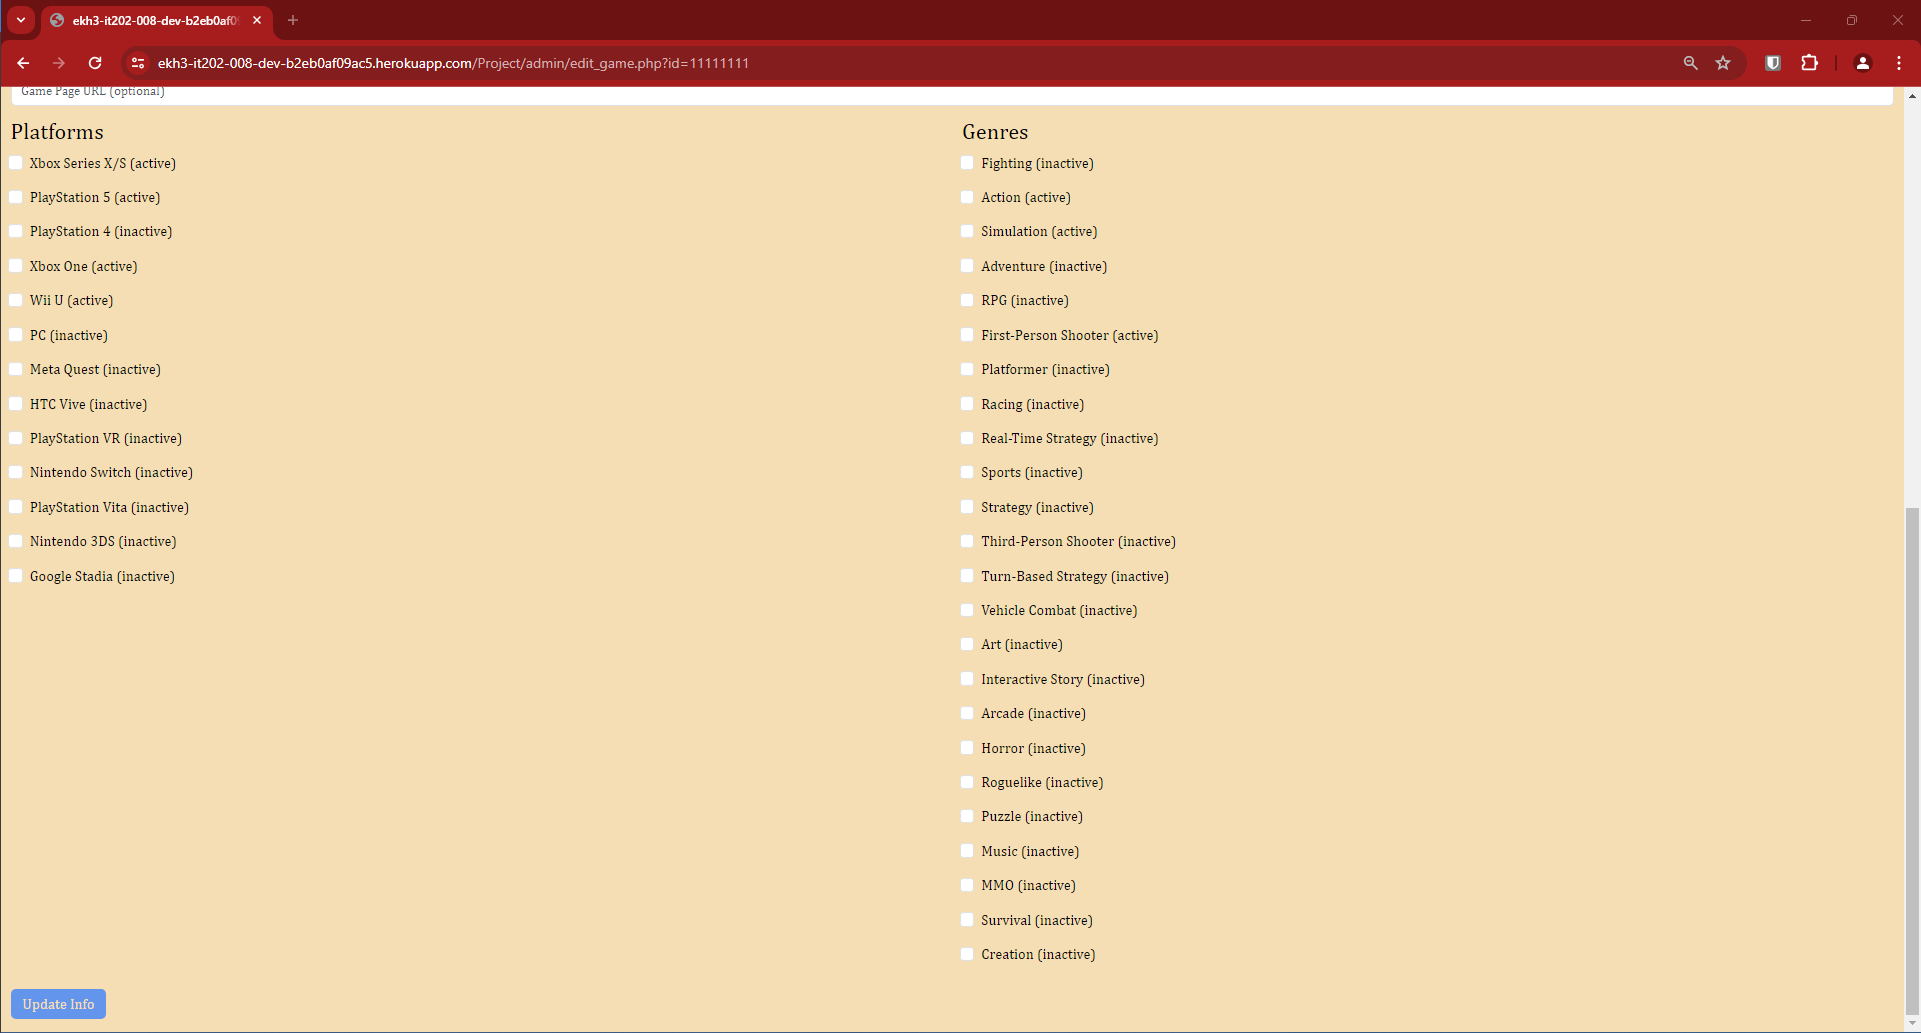 ekh3-it202-008-dev-b2eb0af0
ekh3-it202-008-dev-b2eb0af09ac5.herokuapp.com/Project/admin/edit_game.php?id=11111111
Game Page URL (optional)
Platforms
Xbox Series X/S (active)
PlayStation 5 (active)
PlayStation 4 (inactive)
Xbox One (active)
Wii U (active)
PC (inactive)
Meta Quest (inactive)
HTC Vive (inactive)
PlayStation VR (inactive)
Nintendo Switch (inactive)
PlayStation Vita (inactive)
Nintendo 3DS (inactive)
Google Stadia (inactive)
Genres
Fighting (inactive)
Action (active)
Simulation (active)
Adventure (inactive)
RPG (inactive)
First-Person Shooter (active)
Platformer (inactive)
Racing (inactive)
Real-Time Strategy (inactive)
Sports (inactive)
Strategy (inactive)
Third-Person Shooter (inactive)
Turn-Based Strategy (inactive)
Vehicle Combat (inactive)
Art (inactive)
Interactive Story (inactive)
Arcade (inactive)
Horror (inactive)
Roguelike (inactive)
Puzzle (inactive)
Music (inactive)
MMO (inactive)
Survival (inactive)
Creation (inactive)
Update Info